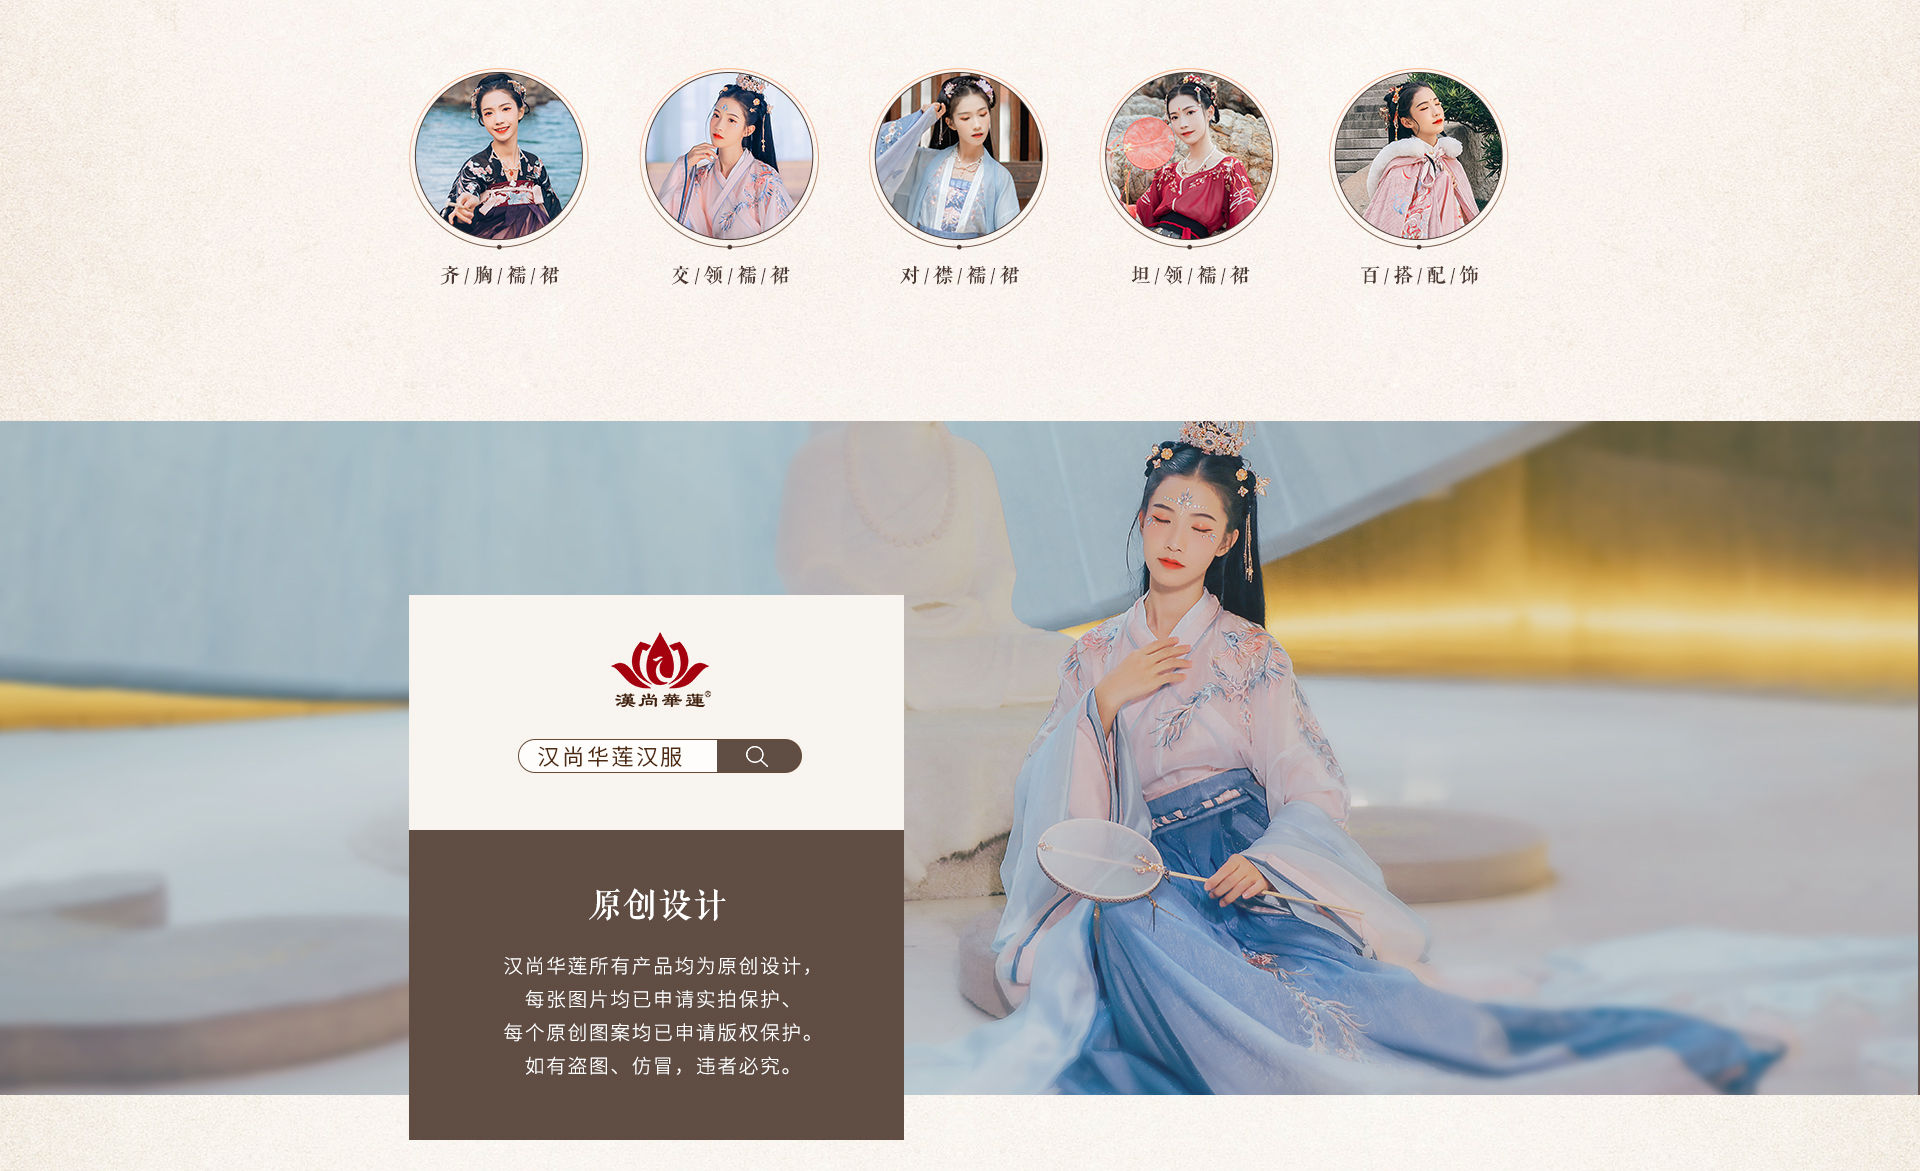 齐/胸/襦/裙
交/领/襦/裙
对/襟/襦/裙
坦/领/襦/裙
百/搭/配/饰
漢尚華蓮®
汉尚华莲汉服
原创设计
汉尚华莲所有产品均为原创设计，
每张图片均已申请实拍保护、
每个原创图案均已申请版权保护。
如有盗图、仿冒，违者必究。